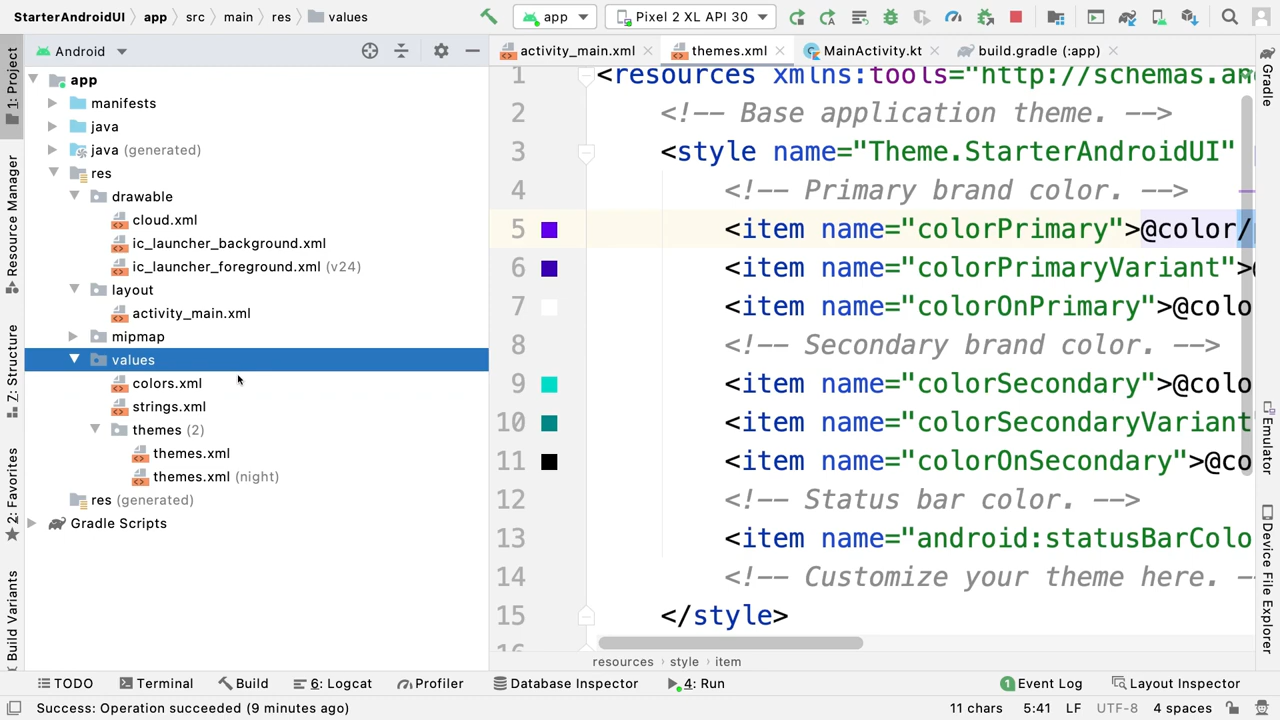 StarterAndroidUI › app › src › main › res › values
app
Pixel 2 XL API 30
Android
activity_main.xml
themes.xml
MainActivity.kt
build.gradle (:app)
1: Project
Resource Manager
Z: Structure
2: Favorites
Build Variants
app
manifests
java
java (generated)
res
drawable
cloud.xml
ic_launcher_background.xml
ic_launcher_foreground.xml (v24)
layout
activity_main.xml
mipmap
values
colors.xml
strings.xml
themes (2)
themes.xml
themes.xml (night)
res (generated)
Gradle Scripts
1 <resources xmlns:tools="http://schemas.an
2 <!-- Base application theme. -->
3 <style name="Theme.StarterAndroidUI"
4 <!-- Primary brand color. -->
5 <item name="colorPrimary">@color/
6 <item name="colorPrimaryVariant">@
7 <item name="colorOnPrimary">@colo
8 <!-- Secondary brand color. -->
9 <item name="colorSecondary">@colo
10 <item name="colorSecondaryVariant
11 <item name="colorOnSecondary">@co
12 <!-- Status bar color. -->
13 <item name="android:statusBarColo
14 <!-- Customize your theme here. -
15 </style>
resources › style › item
Gradle
Emulator
Device File Explorer
TODO
Terminal
Build
6: Logcat
Profiler
Database Inspector
4: Run
1 Event Log
Layout Inspector
Success: Operation succeeded (9 minutes ago)
11 chars
5:41
LF
UTF-8
4 spaces